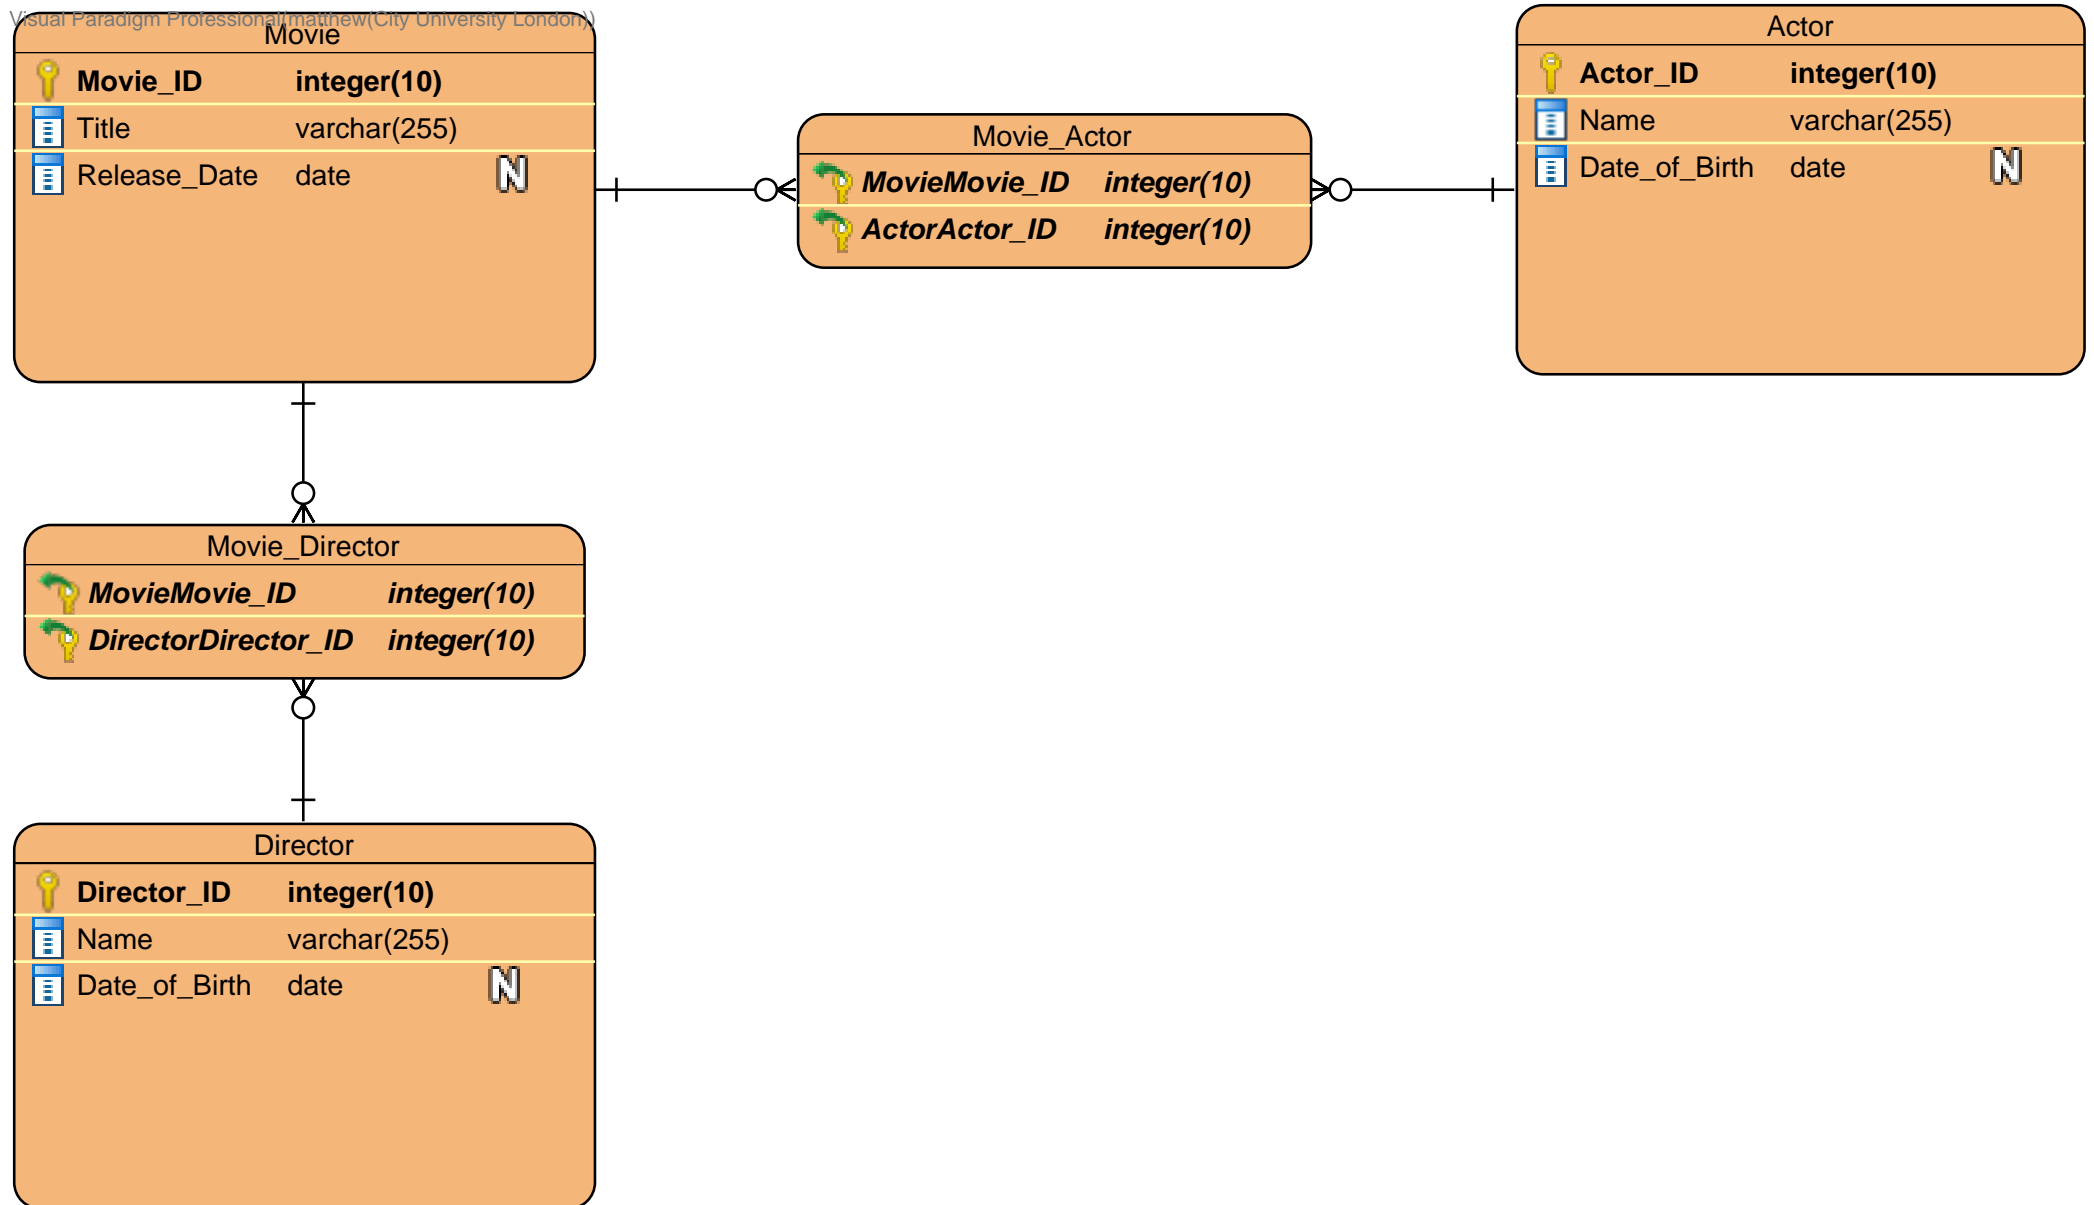 Visual Paradigm Professional(matthew(City University London))
Movie
Movie_ID integer(10)
Title varchar(255)
Release_Date date N
Movie_Actor
MovieMovie_ID integer(10)
ActorActor_ID integer(10)
Actor
Actor_ID integer(10)
Name varchar(255)
Date_of_Birth date N
Movie_Director
MovieMovie_ID integer(10)
DirectorDirector_ID integer(10)
Director
Director_ID integer(10)
Name varchar(255)
Date_of_Birth date N